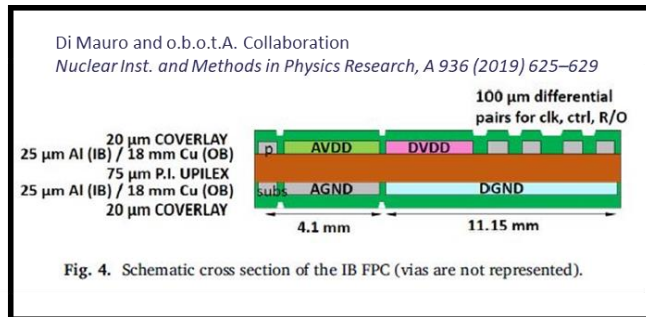 Di Mauro and o.b.o.t.A. Collaboration
Nuclear Inst. and Methods in Physics Research, A 936 (2019) 625–629
100 μm differential
pairs for clk, ctrl, R/O
20 μm COVERLAY
25 μm Al (IB) / 18 mm Cu (OB)
75 μm P.I. UPILEX
25 μm Al (IB) / 18 mm Cu (OB)
20 μm COVERLAY
p
AVDD
DVDD
subs
AGND
DGND
4.1 mm
11.15 mm
Fig. 4. Schematic cross section of the IB FPC (vias are not represented).